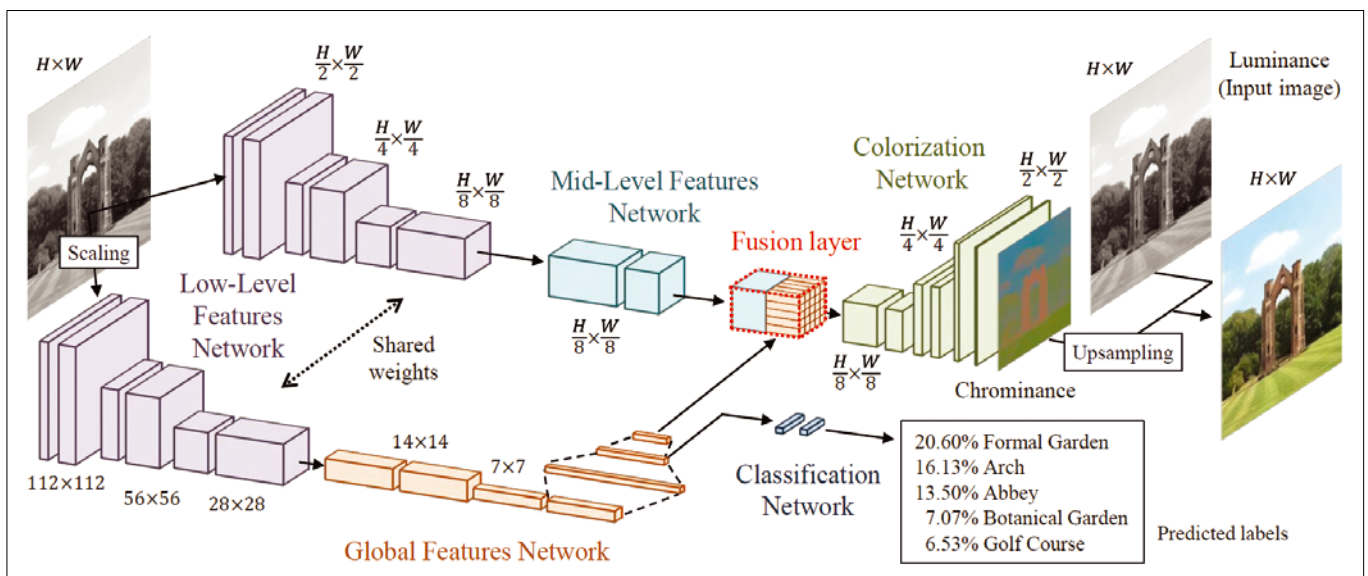 H×W
Scaling
H/2 × W/2
H/4 × W/4
H/8 × W/8
Low-Level
Features
Network
Shared
weights
112×112
56×56
28×28
Mid-Level Features
Network
H/8 × W/8
Fusion layer
14×14
7×7
Global Features Network
Colorization
Network
H/2 × W/2
H/4 × W/4
H/8 × W/8
Chrominance
Classification
Network
H×W
Luminance
(Input image)
H×W
Upsampling
20.60% Formal Garden
16.13% Arch
13.50% Abbey
7.07% Botanical Garden
6.53% Golf Course
Predicted labels